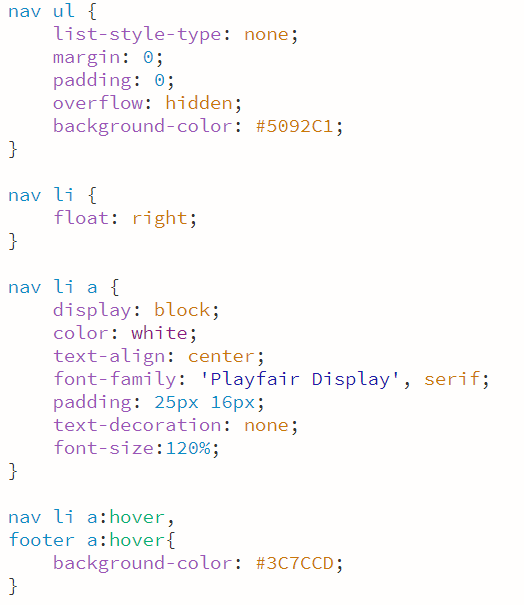 nav ul {
    list-style-type: none;
    margin: 0;
    padding: 0;
    overflow: hidden;
    background-color: #5092C1;
}

nav li {
    float: right;
}

nav li a {
    display: block;
    color: white;
    text-align: center;
    font-family: 'Playfair Display', serif;
    padding: 25px 16px;
    text-decoration: none;
    font-size:120%;
}

nav li a:hover,
footer a:hover{
    background-color: #3C7CCD;
}